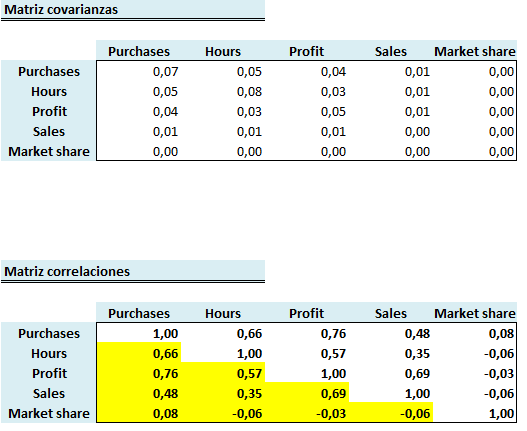 Matriz covarianzas
Purchases Hours Profit Sales Market share
Purchases 0,07 0,05 0,04 0,01 0,00
Hours 0,05 0,08 0,03 0,01 0,00
Profit 0,04 0,03 0,05 0,01 0,00
Sales 0,01 0,01 0,01 0,00 0,00
Market share 0,00 0,00 0,00 0,00 0,00
Matriz correlaciones
Purchases Hours Profit Sales Market share
Purchases 1,00 0,66 0,76 0,48 0,08
Hours 0,66 1,00 0,57 0,35 -0,06
Profit 0,76 0,57 1,00 0,69 -0,03
Sales 0,48 0,35 0,69 1,00 -0,06
Market share 0,08 -0,06 -0,03 -0,06 1,00